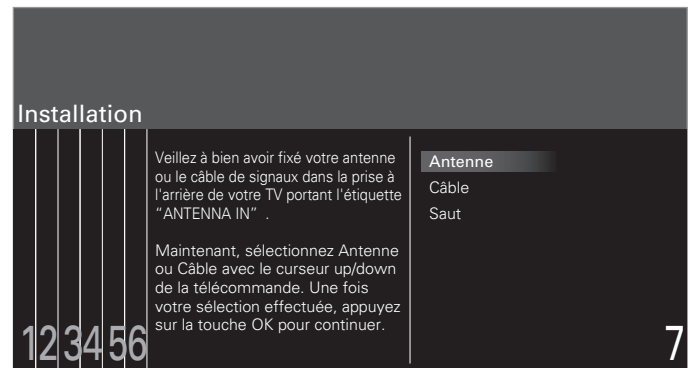 Installation
Veillez à bien avoir fixé votre antenne
ou le câble de signaux dans la prise à
l'arrière de votre TV portant l'étiquette
“ANTENNA IN” .
Maintenant, sélectionnez Antenne
ou Câble avec le curseur up/down
de la télécommande. Une fois
votre sélection effectuée, appuyez
sur la touche OK pour continuer.
Antenne
Câble
Saut
123456
7